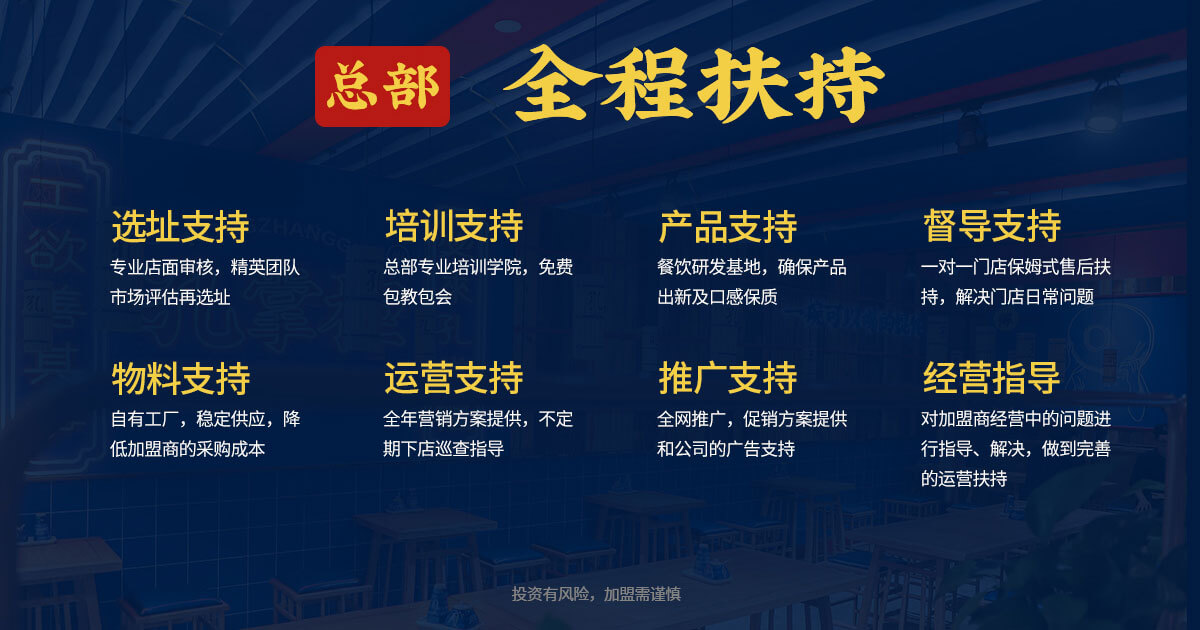 总部 全程扶持
选址支持
专业店面审核，精英团队
市场评估再选址
培训支持
总部专业培训学院，免费
包教包会
产品支持
餐饮研发基地，确保产品
出新及口感保质
督导支持
一对一门店保姆式售后扶
持，解决门店日常问题
物料支持
自有工厂，稳定供应，降
低加盟商的采购成本
运营支持
全年营销方案提供，不定
期下店巡查指导
推广支持
全网推广，促销方案提供
和公司的广告支持
经营指导
对加盟商经营中的问题进
行指导、解决，做到完善
的运营扶持
投资有风险，加盟需谨慎